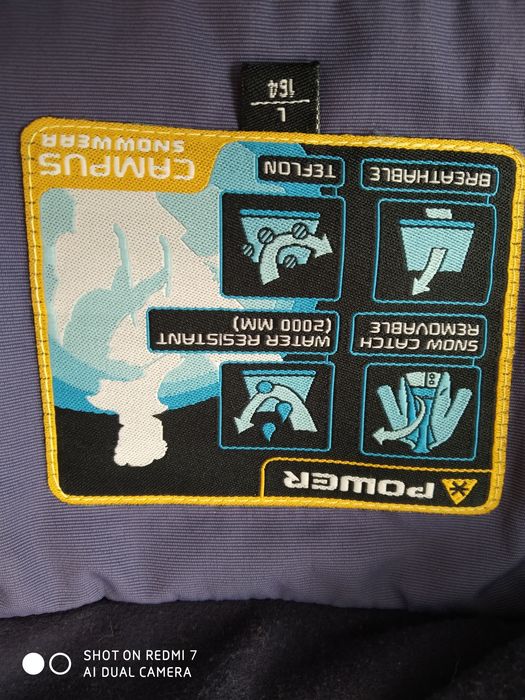 POWER
SNOW CATCH
REMOVABLE
WATER RESISTANT
(2000 MM)
BREATHABLE
TEFLON
CAMPUS
SNOWWEAR
L
164
SHOT ON REDMI 7
AI DUAL CAMERA